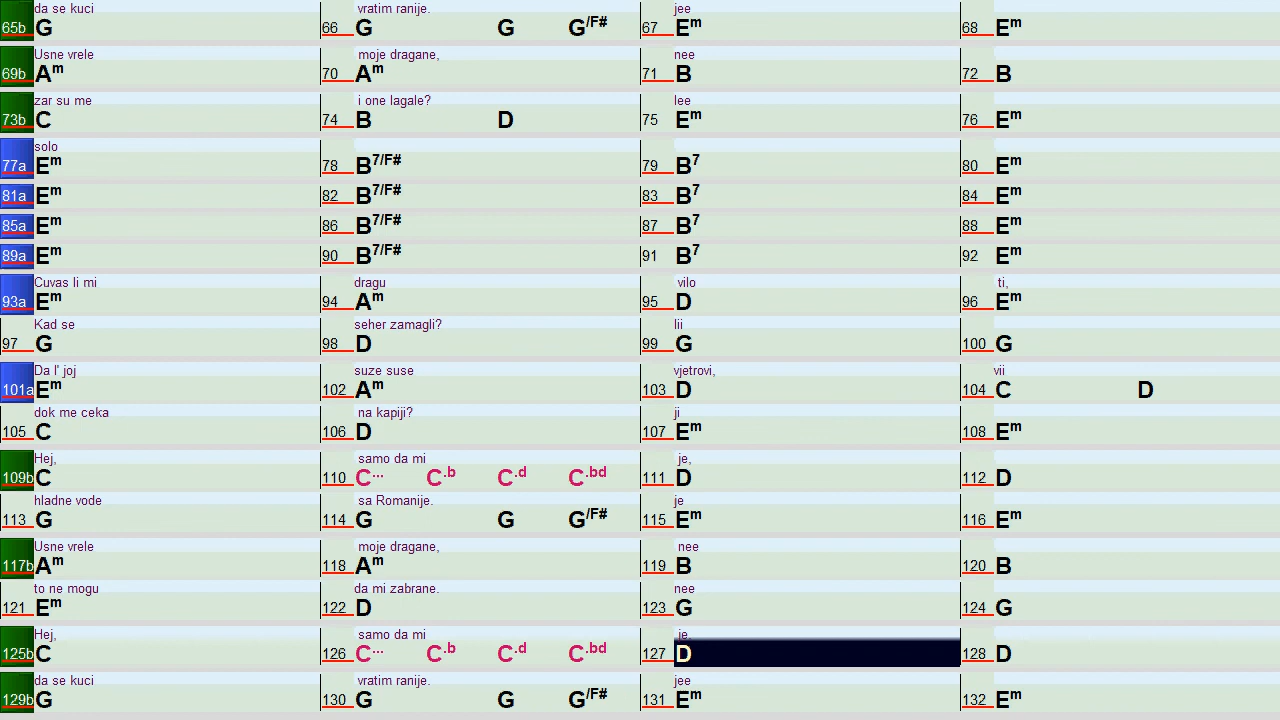 da se kuci vratim ranije. jee
65b G 66 G G G/F# 67 Em 68 Em
Usne vrele moje dragane, nee
69b Am 70 Am 71 B 72 B
zar su me i one lagale? lee
73b C 74 B D 75 Em 76 Em
solo
77a Em 78 B7/F# 79 B7 80 Em
81a Em 82 B7/F# 83 B7 84 Em
85a Em 86 B7/F# 87 B7 88 Em
89a Em 90 B7/F# 91 B7 92 Em
Cuvas li mi dragu vilo ti,
93a Em 94 Am 95 D 96 Em
Kad se seher zamagli? lii
97 G 98 D 99 G 100 G
Da l' joj suze suse vjetrovi, vii
101a Em 102 Am 103 D 104 C D
dok me ceka na kapiji? ji
105 C 106 D 107 Em 108 Em
Hej, samo da mi je,
109b C 110 C... C.b C.d C.bd 111 D 112 D
hladne vode sa Romanije. je
113 G 114 G G G/F# 115 Em 116 Em
Usne vrele moje dragane, nee
117b Am 118 Am 119 B 120 B
to ne mogu da mi zabrane. nee
121 Em 122 D 123 G 124 G
Hej, samo da mi je,
125b C 126 C... C.b C.d C.bd 127 D 128 D
da se kuci vratim ranije. jee
129b G 130 G G G/F# 131 Em 132 Em